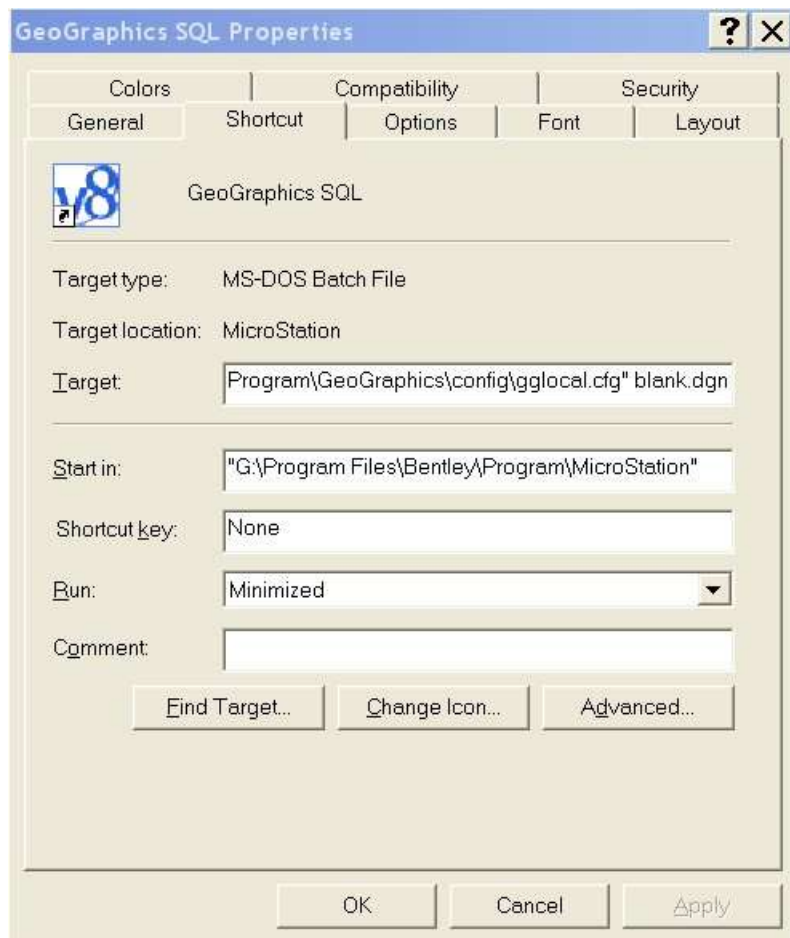 GeoGraphics SQL Properties
Colors Compatibility Security
General Shortcut Options Font Layout
v8 GeoGraphics SQL
Target type: MS-DOS Batch File
Target location: MicroStation
Target: Program\GeoGraphics\config\gglocal.cfg" blank.dgn
Start in: "G:\Program Files\Bentley\Program\MicroStation"
Shortcut key: None
Run: Minimized
Comment:
Find Target... Change Icon... Advanced...
OK Cancel Apply